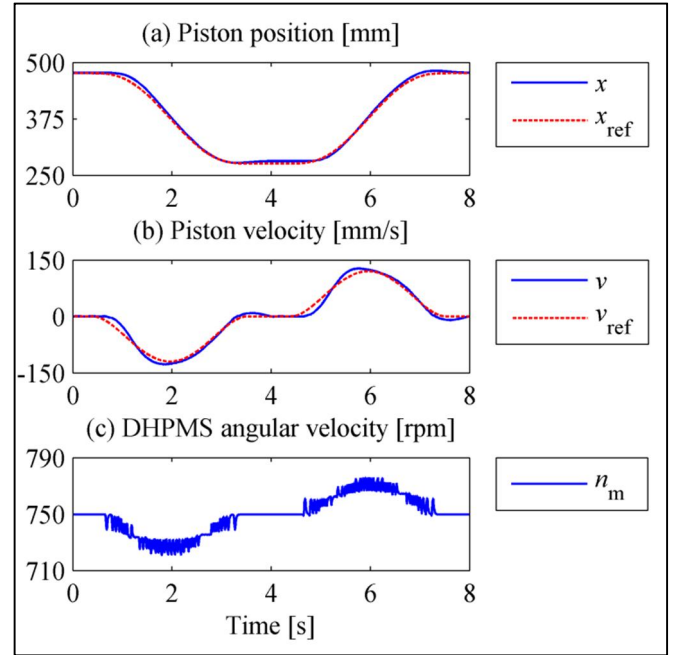 (a) Piston position [mm]
500
375
250
0 2 4 6 8
x
x_ref
(b) Piston velocity [mm/s]
150
0
-150
0 2 4 6 8
v
v_ref
(c) DHPMS angular velocity [rpm]
790
750
710
0 2 4 6 8
n_m
Time [s]